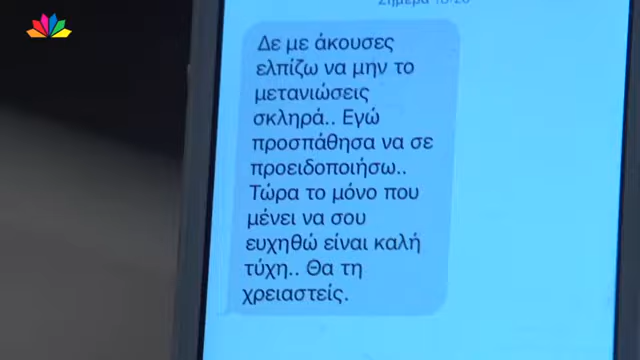 Δε με άκουσες
ελπίζω να μην το
μετανιώσεις
σκληρά.. Εγώ
προσπάθησα να σε
προειδοποιήσω..
Τώρα το μόνο που
μένει να σου
ευχηθώ είναι καλή
τύχη.. Θα τη
χρειαστείς.